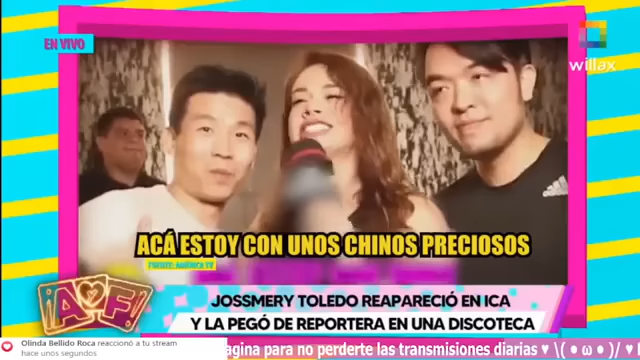 EN VIVO
willax
ACÁ ESTOY CON UNOS CHINOS PRECIOSOS
FUENTE: AMÉRICA TV
¡A♥F!
JOSSMERY TOLEDO REAPARECIÓ EN ICA
Y LA PEGÓ DE REPORTERA EN UNA DISCOTECA
Olinda Bellido Roca reaccionó a tu stream
hace unos segundos
agina para no perderte las transmisiones diarias ♥ \( ● ω ● )/ ♥